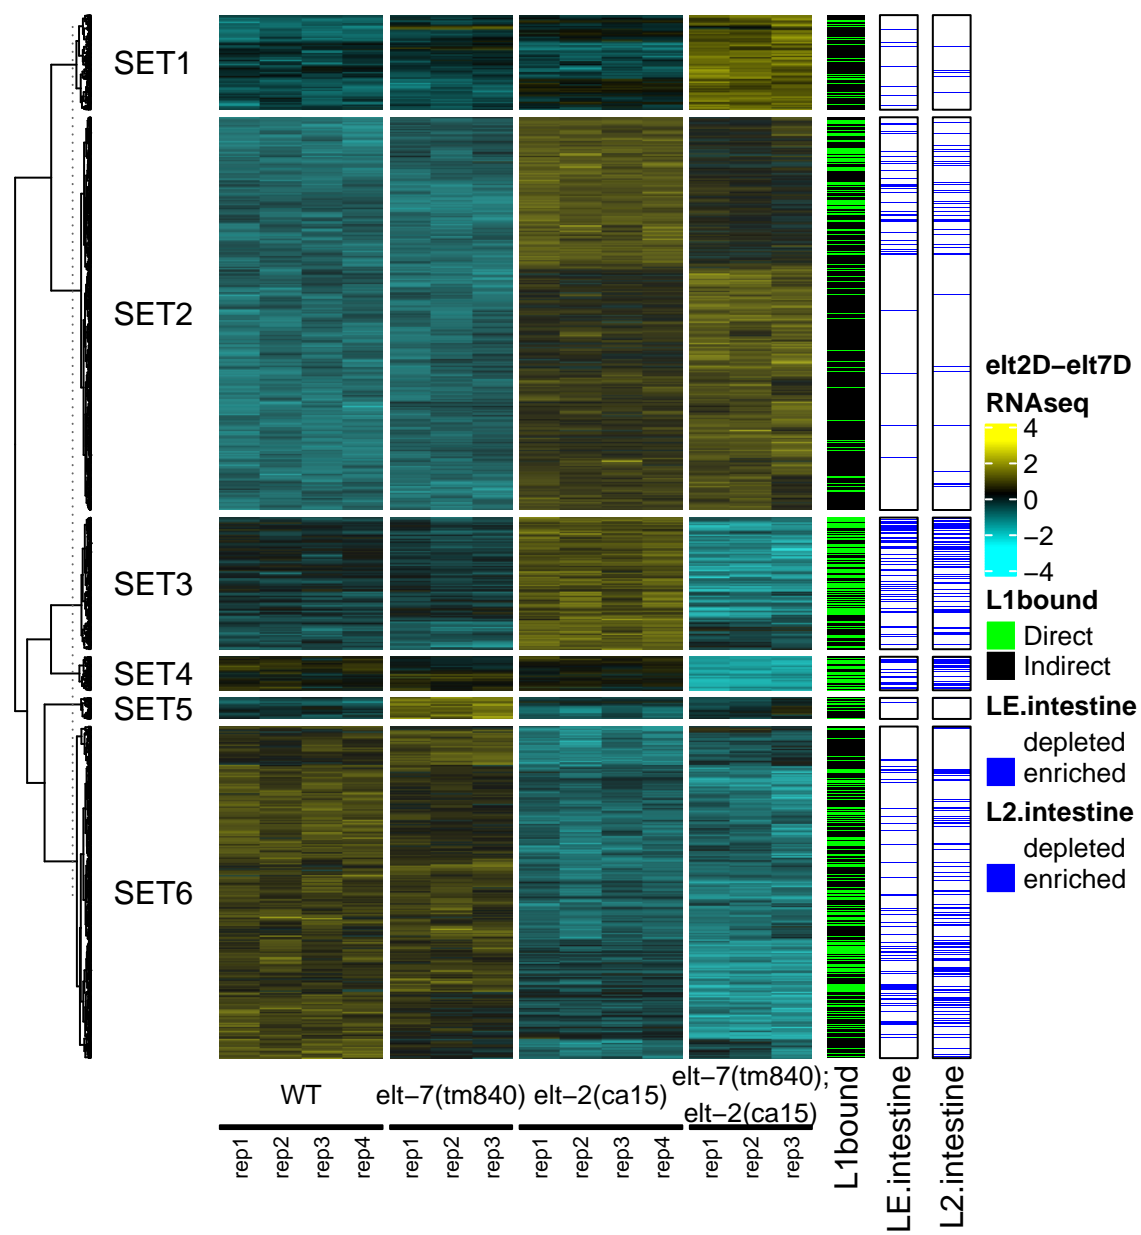 SET1
SET2
SET3
SET4
SET5
SET6
elt2D−elt7D
RNAseq
4
2
0
−2
−4
L1bound
Direct
Indirect
LE.intestine
depleted
enriched
L2.intestine
depleted
enriched
WT
elt−7(tm840)
elt−2(ca15)
elt−7(tm840);
elt−2(ca15)
rep1
rep2
rep3
rep4
rep1
rep2
rep3
rep1
rep2
rep3
rep4
rep1
rep2
rep3
L1bound
LE.intestine
L2.intestine